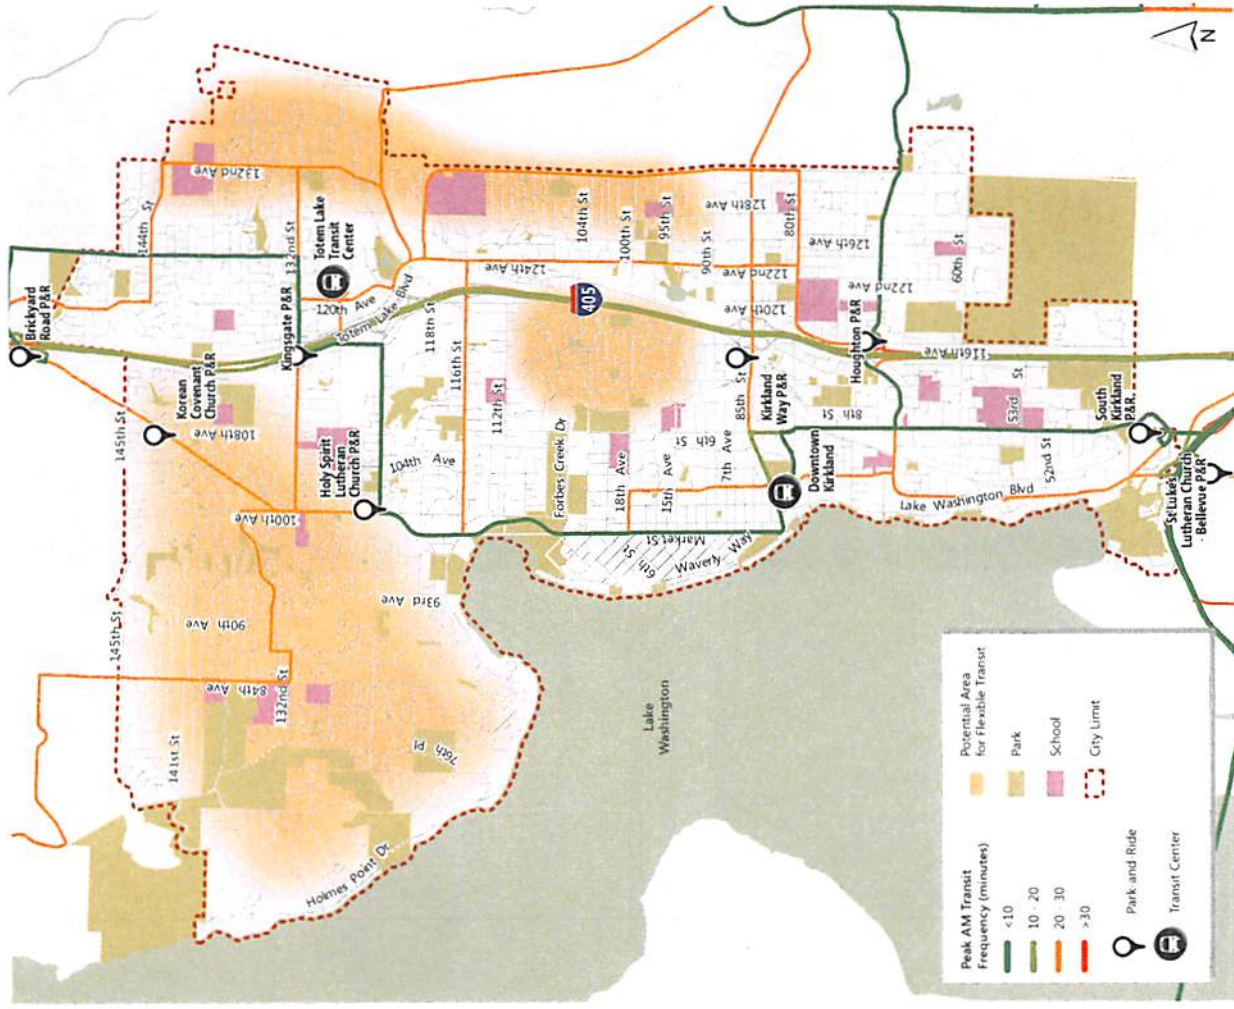 N
Brickyard
Road P&R
144th St
132nd Ave
145th St
Korean
Covenant
Church P&R
108th Ave
Kingsgate P&R
132nd St
Totem Lake
Transit
Center
120th Ave
Totem Lake Blvd
Holy Spirit
Lutheran
Church P&R
100th Ave
104th Ave
118th St
116th St
112th St
124th Ave
104th St
100th St
95th St
90th St
405
128th Ave
122nd Ave
120th Ave
80th St
126th Ave
122nd Ave
60th St
Forbes Creek Dr
18th Ave
15th Ave
6th St
7th Ave
85th St
Kirkland
Way P&R
Houghton P&R
116th Ave
8th St
53rd St
South
Kirkland
P&R
Downtown
Kirkland
Market St
6th St
Waverly Way
Lake Washington Blvd
52nd St
St Luke's
Lutheran Church
- Bellevue P&R
145th St
90th Ave
93rd Ave
84th Ave
132nd St
141st St
76th Pl
Holmes Point Dr
Lake
Washington
Peak AM Transit
Frequency (minutes)
<10
10 - 20
20 - 30
>30
Park-and-Ride
Transit Center
Potential Area
for Flexible Transit
Park
School
City Limit